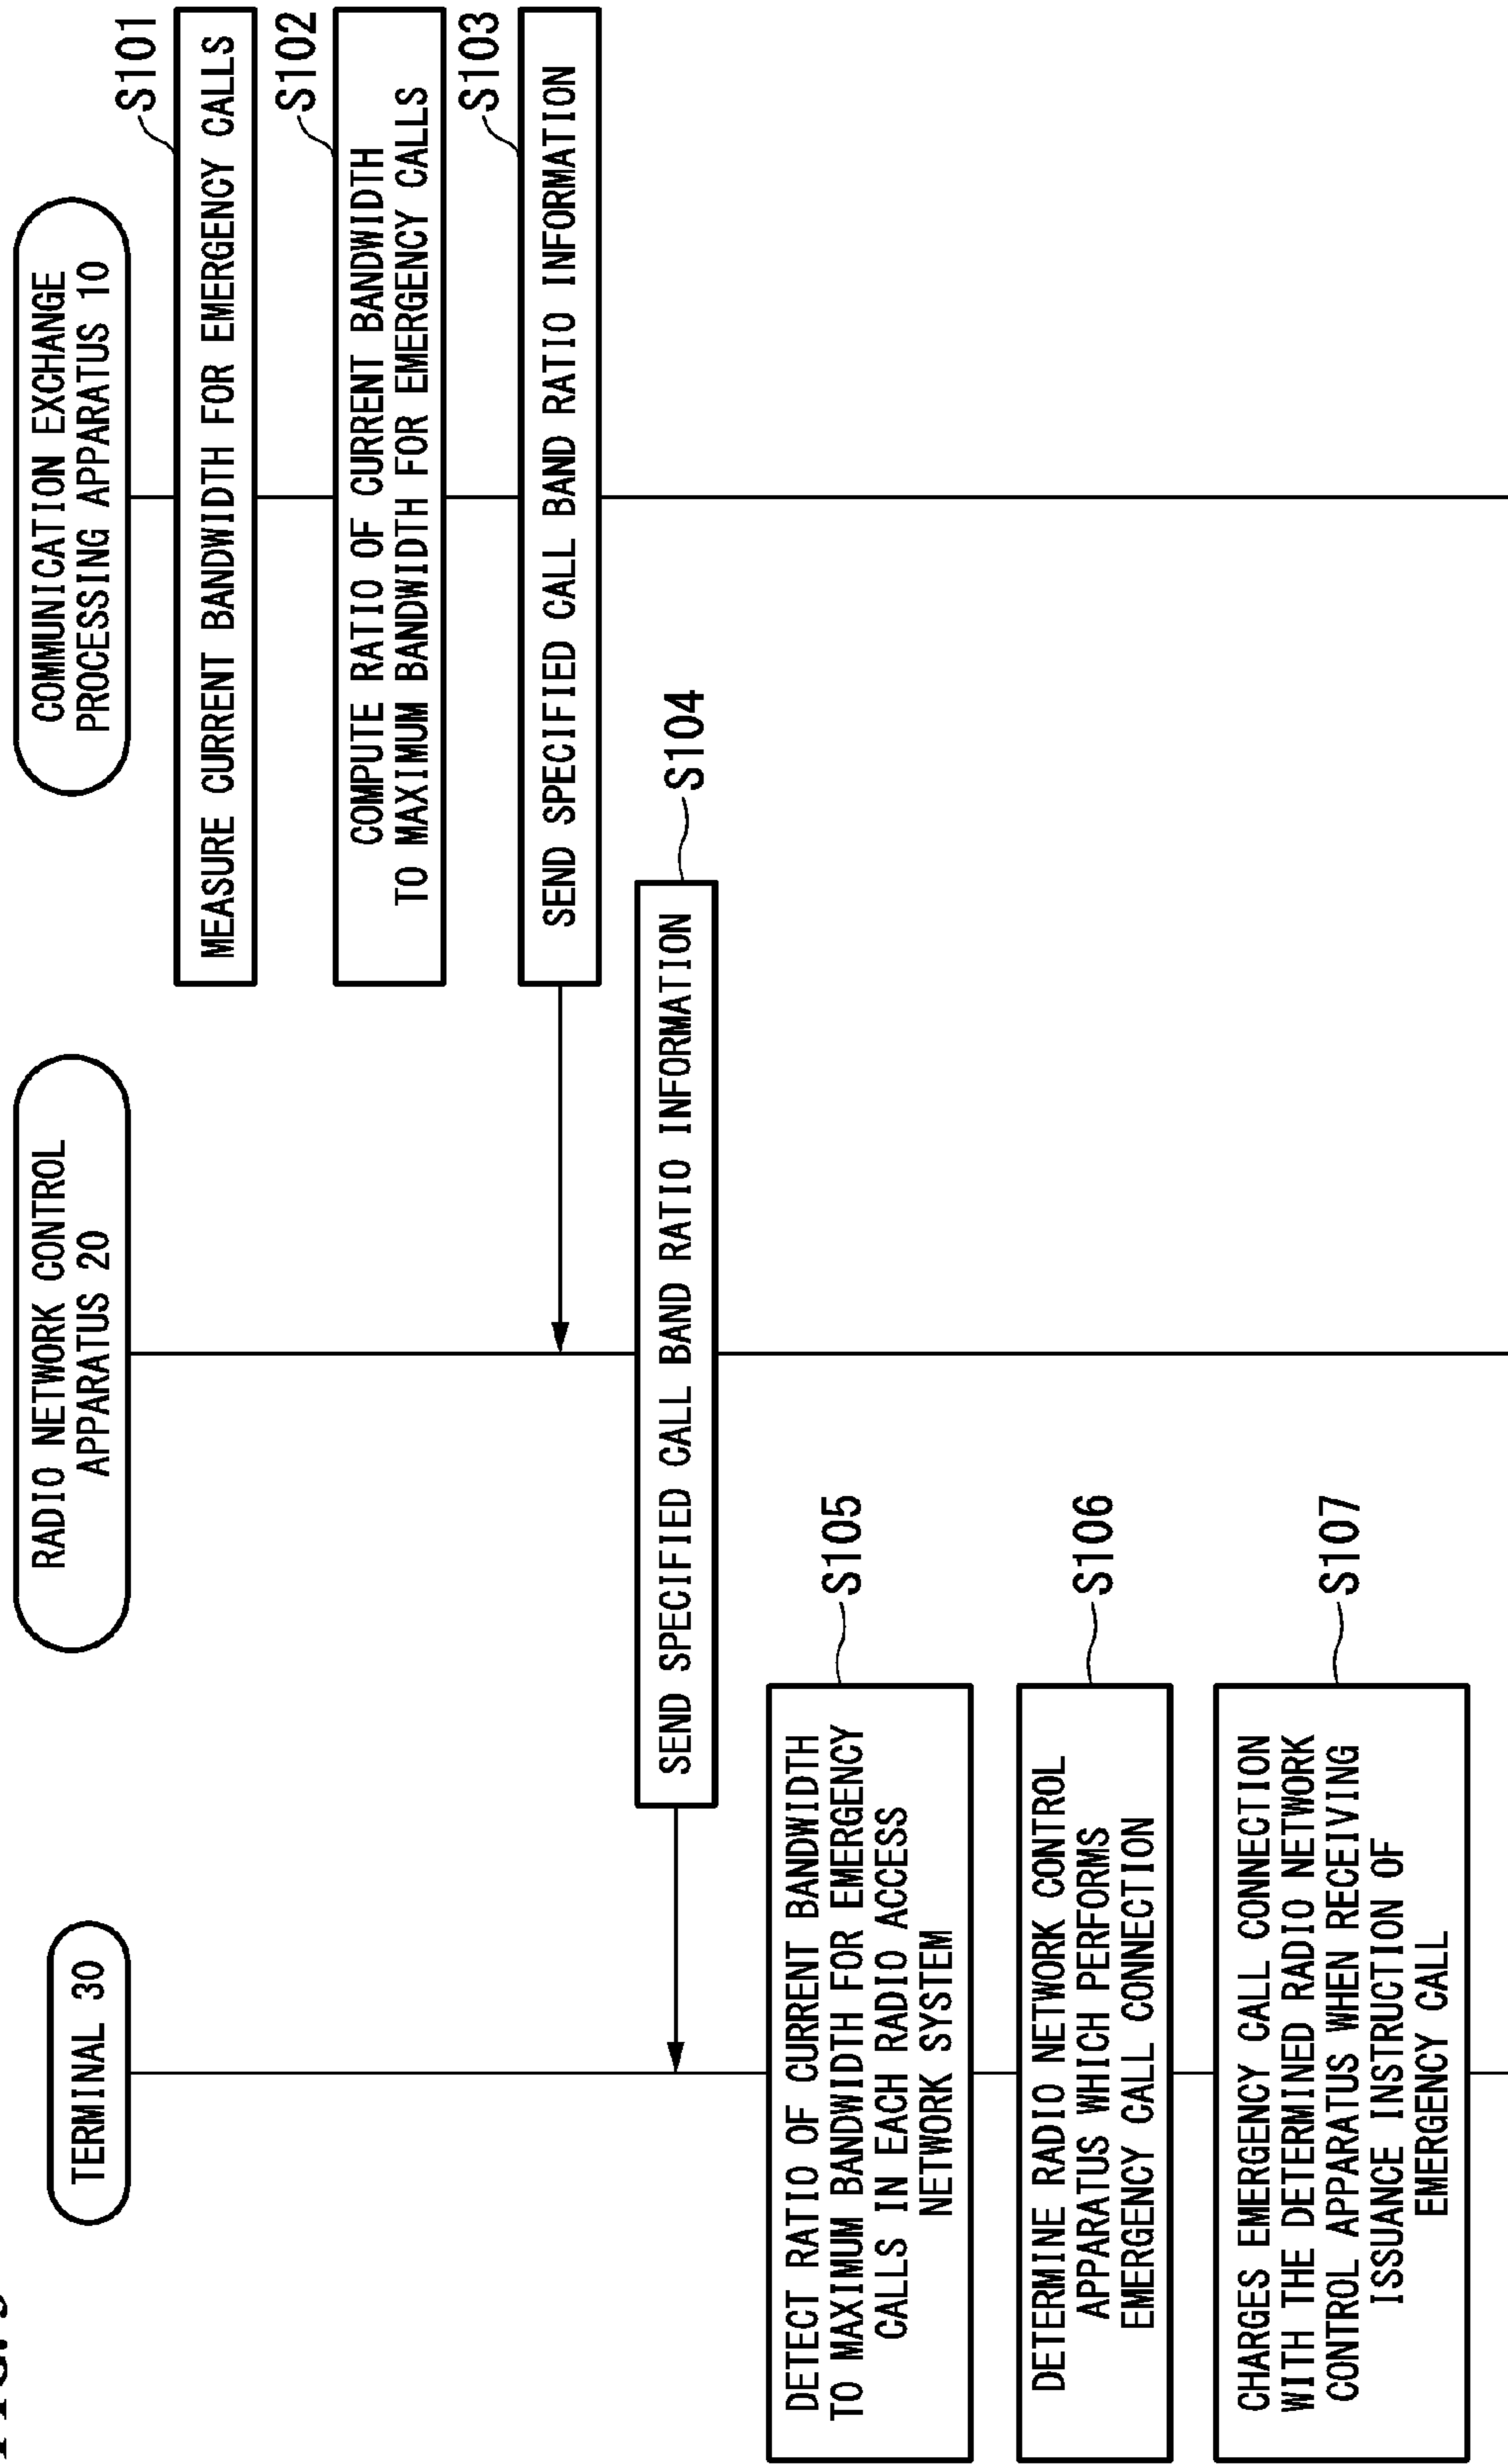 TERMINAL 30
RADIO NETWORK CONTROL
APPARATUS 20
COMMUNICATION EXCHANGE
PROCESSING APPARATUS 10
S101
MEASURE CURRENT BANDWIDTH FOR EMERGENCY CALLS
S102
COMPUTE RATIO OF CURRENT BANDWIDTH
TO MAXIMUM BANDWIDTH FOR EMERGENCY CALLS
S103
SEND SPECIFIED CALL BAND RATIO INFORMATION
S104
SEND SPECIFIED CALL BAND RATIO INFORMATION
S105
DETECT RATIO OF CURRENT BANDWIDTH
TO MAXIMUM BANDWIDTH FOR EMERGENCY
CALLS IN EACH RADIO ACCESS
NETWORK SYSTEM
S106
DETERMINE RADIO NETWORK CONTROL
APPARATUS WHICH PERFORMS
EMERGENCY CALL CONNECTION
S107
CHARGES EMERGENCY CALL CONNECTION
WITH THE DETERMINED RADIO NETWORK
CONTROL APPARATUS WHEN RECEIVING
ISSUANCE INSTRUCTION OF
EMERGENCY CALL